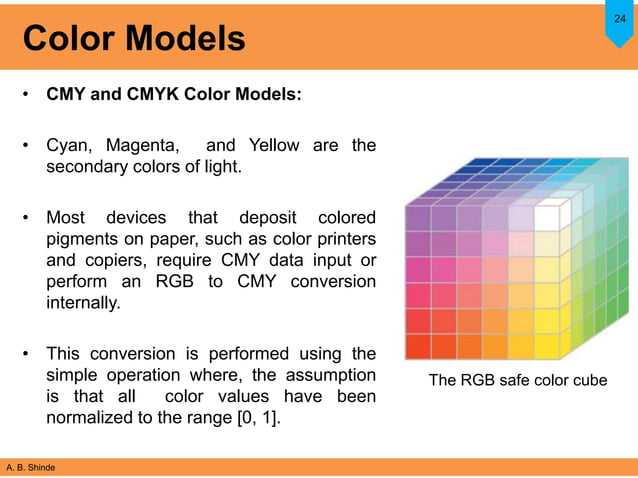 24
Color Models
• CMY and CMYK Color Models:
• Cyan, Magenta, and Yellow are the
secondary colors of light.
• Most devices that deposit colored
pigments on paper, such as color printers
and copiers, require CMY data input or
perform an RGB to CMY conversion
internally.
• This conversion is performed using the
simple operation where, the assumption
is that all color values have been
normalized to the range [0, 1].
The RGB safe color cube
A. B. Shinde